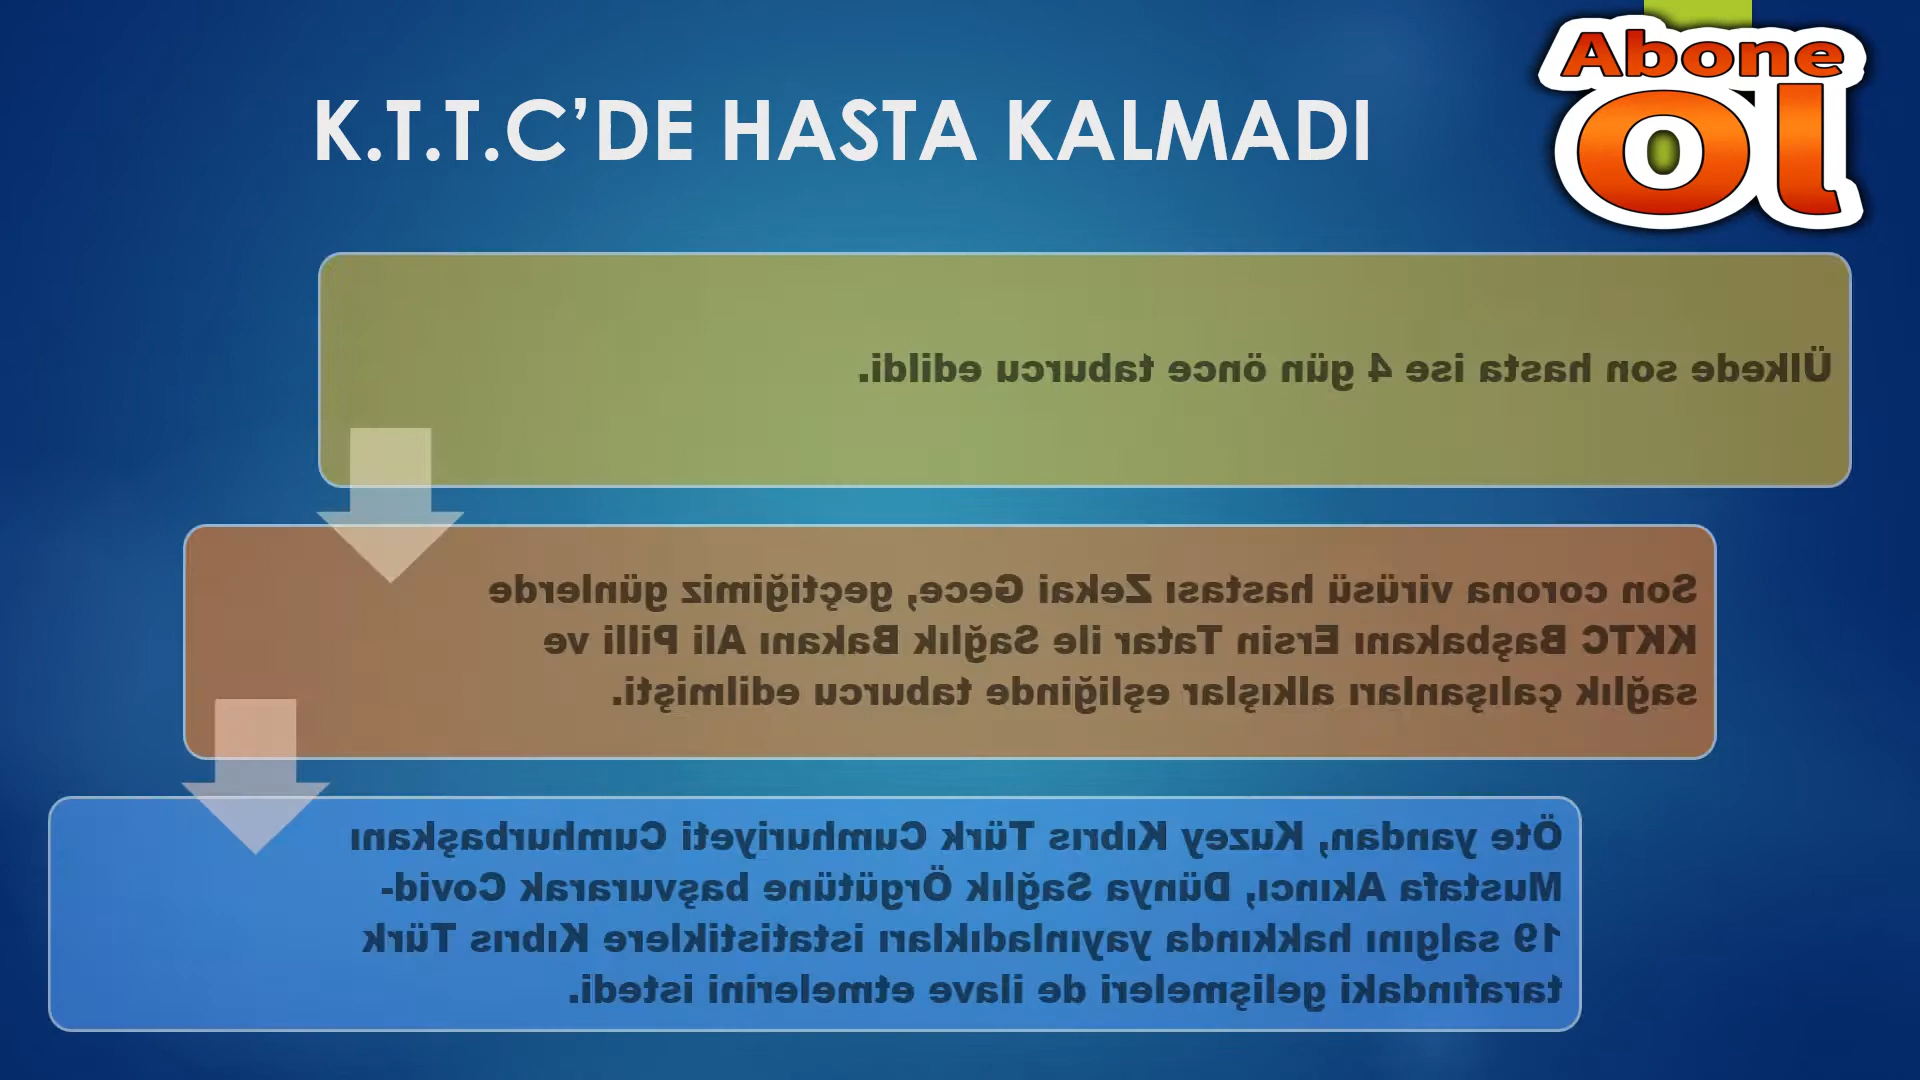 K.T.T.C’DE HASTA KALMADI
Abone
Ol
Ülkede son hasta ise 4 gün önce taburcu edildi.
Son corona virüsü hastası Zekai Gece, geçtiğimiz günlerde
KKTC Başbakanı Ersin Tatar ile Sağlık Bakanı Ali Pilli ve
sağlık çalışanları alkışlar eşliğinde taburcu edilmişti.
Öte yandan, Kuzey Kıbrıs Türk Cumhuriyeti Cumhurbaşkanı
Mustafa Akıncı, Dünya Sağlık Örgütüne başvurarak Covid-
19 salgını hakkında yayınladıkları istatistiklere Kıbrıs Türk
tarafındaki gelişmeleri de ilave etmelerini istedi.